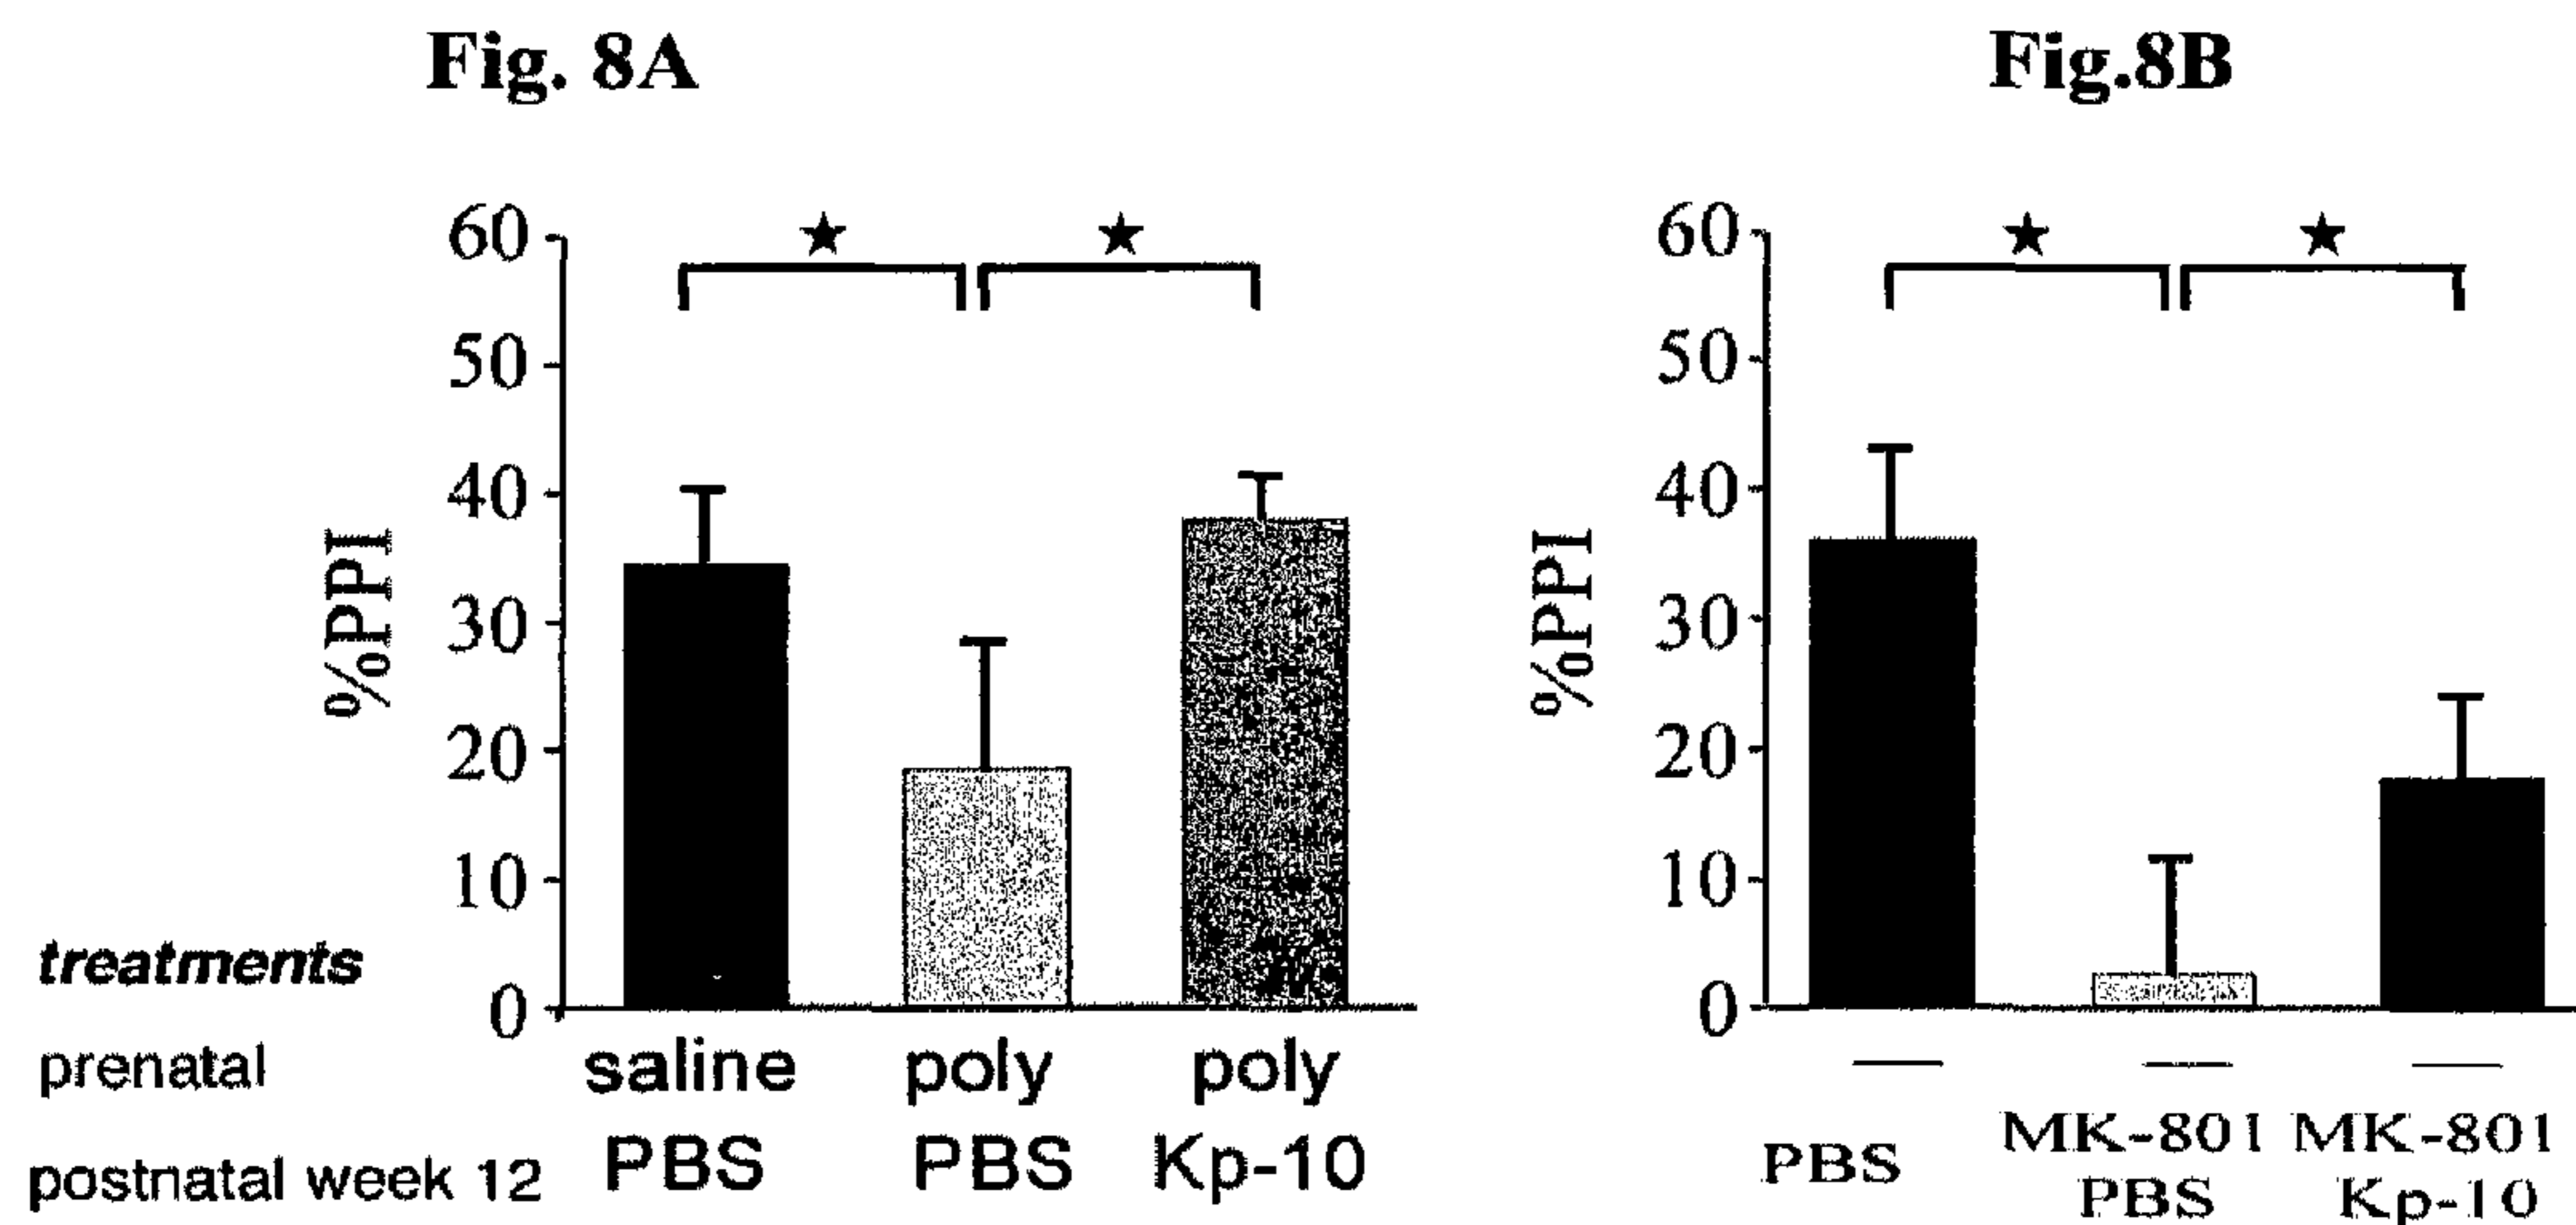 Fig. 8A
Fig.8B
60
50
40
30
20
10
0
%PPI
treatments
prenatal
saline poly poly
postnatal week 12
PBS PBS Kp-10
60
50
40
30
20
10
0
%PPI
— — —
PBS MK-801 MK-801
PBS Kp-10